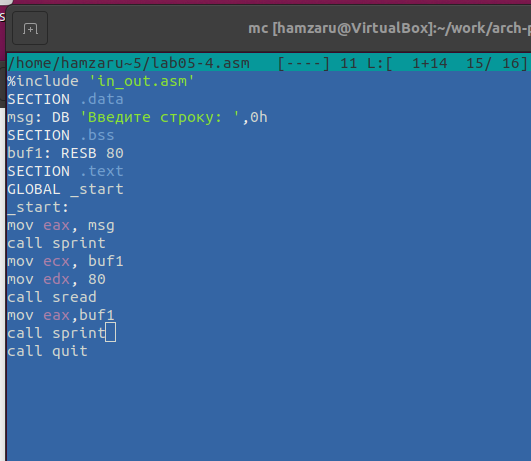 mc [hamzaru@VirtualBox]:~/work/arch-p
/home/hamzaru~5/lab05-4.asm [----] 11 L:[ 1+14 15/ 16]
%include 'in_out.asm'
SECTION .data
msg: DB 'Введите строку: ',0h
SECTION .bss
buf1: RESB 80
SECTION .text
GLOBAL _start
_start:
mov eax, msg
call sprint
mov ecx, buf1
mov edx, 80
call sread
mov eax,buf1
call sprint
call quit